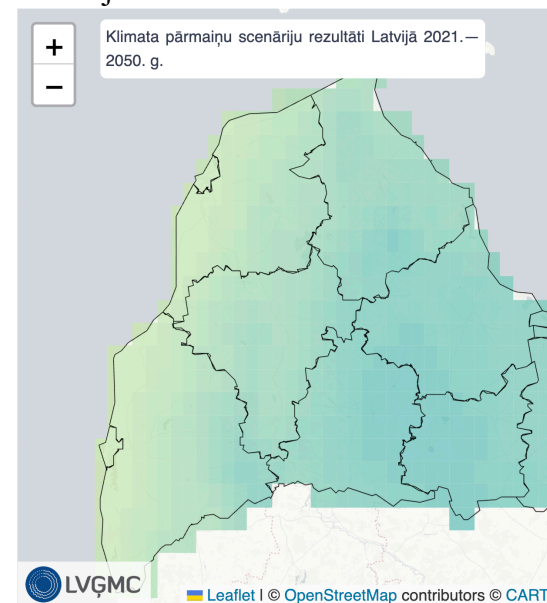 +
−
Klimata pārmaiņu scenāriju rezultāti Latvijā 2021.—
2050. g.
LVĢMC
Leaflet | © OpenStreetMap contributors © CART